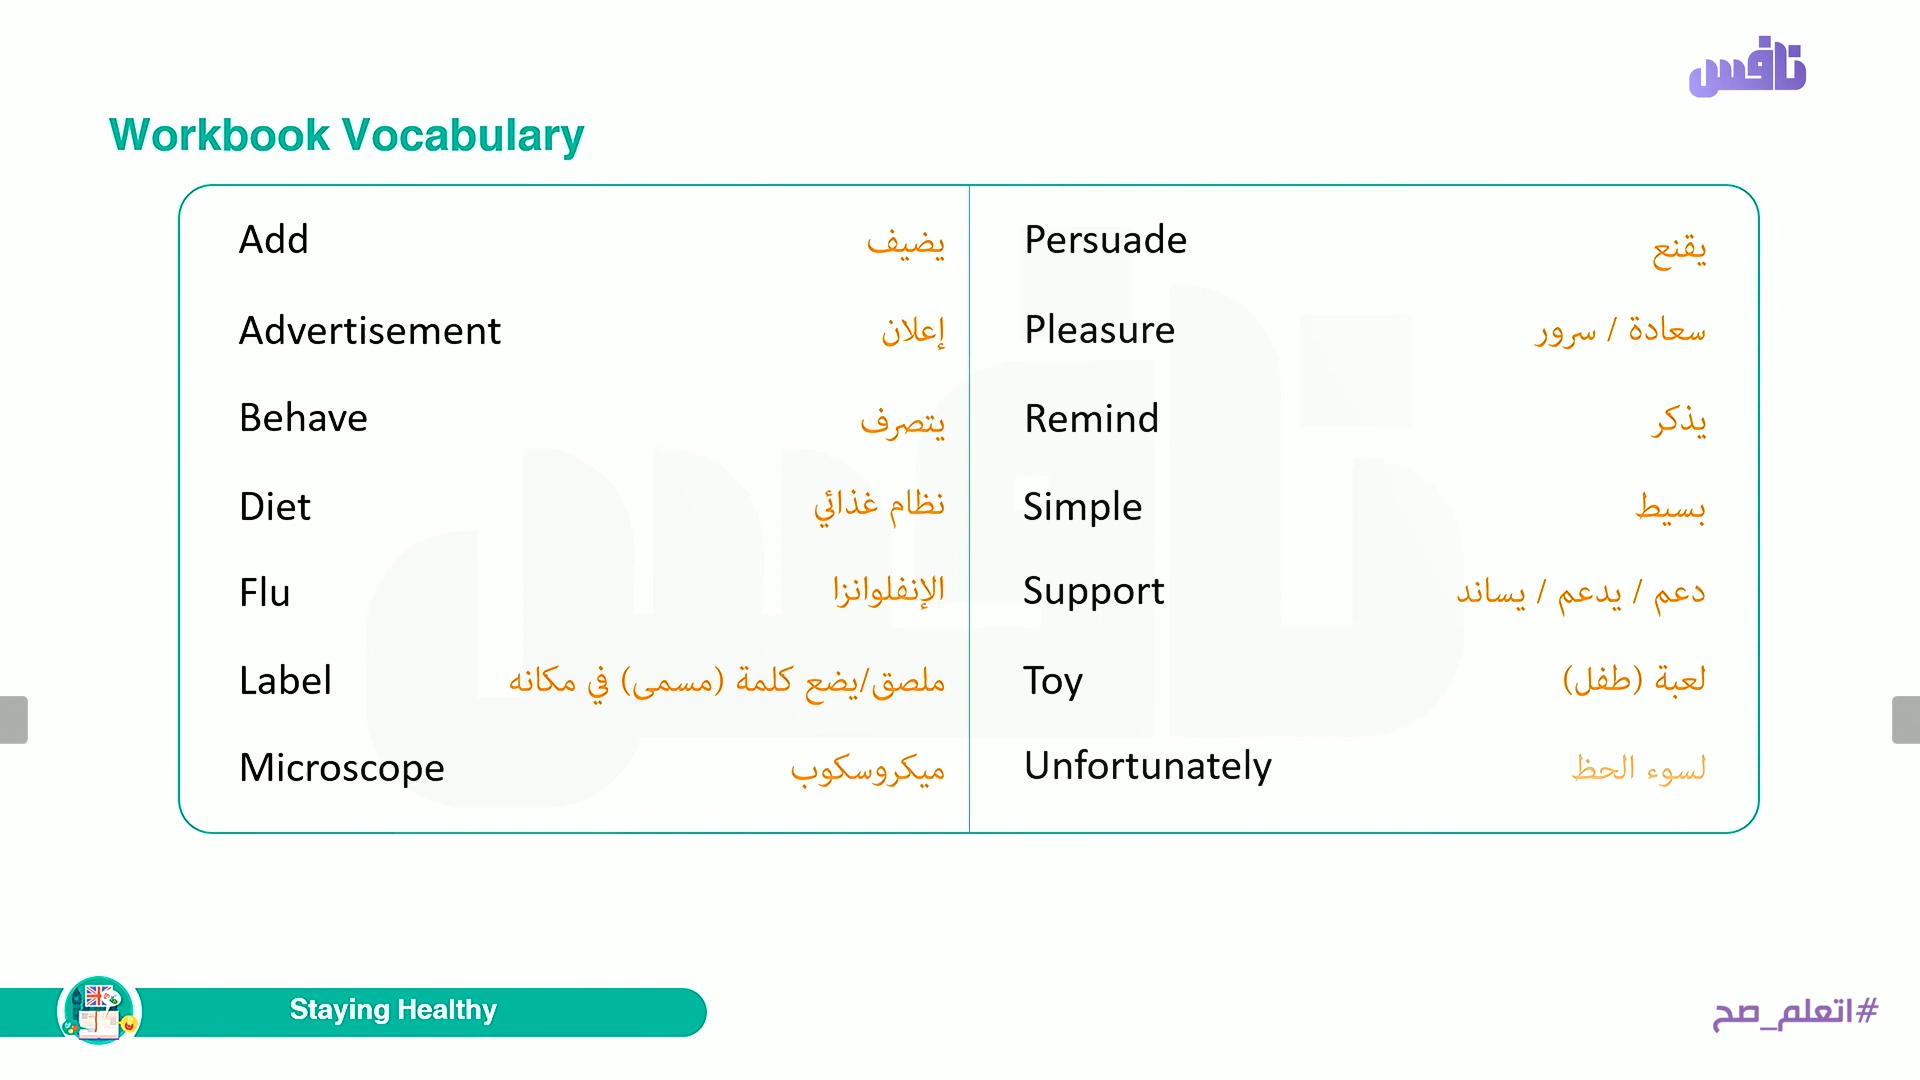 نافس
Workbook Vocabulary
Add يضيف
Advertisement إعلان
Behave يتصرف
Diet نظام غذائي
Flu الإنفلوانزا
Label ملصق/يضع كلمة (مسمى) في مكانه
Microscope ميكروسكوب
Persuade يقنع
Pleasure سعادة / سرور
Remind يذكر
Simple بسيط
Support دعم / يدعم / يساند
Toy لعبة (طفل)
Unfortunately لسوء الحظ
Staying Healthy
#اتعلم_صح